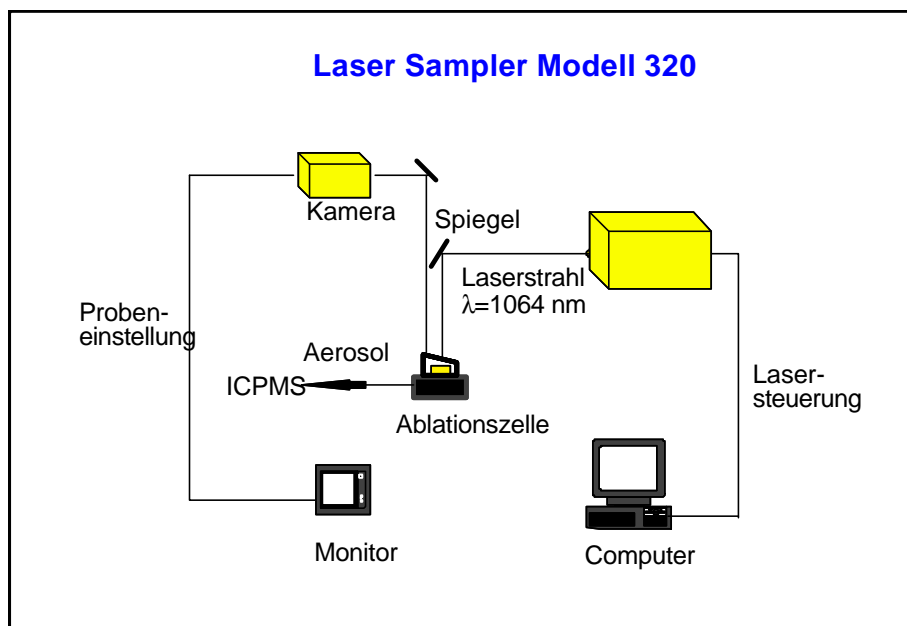 Laser Sampler Modell 320
Kamera
Spiegel
Laserstrahl
λ=1064 nm
Proben-
einstellung
Aerosol
ICPMS
Ablationszelle
Laser-
steuerung
Monitor
Computer